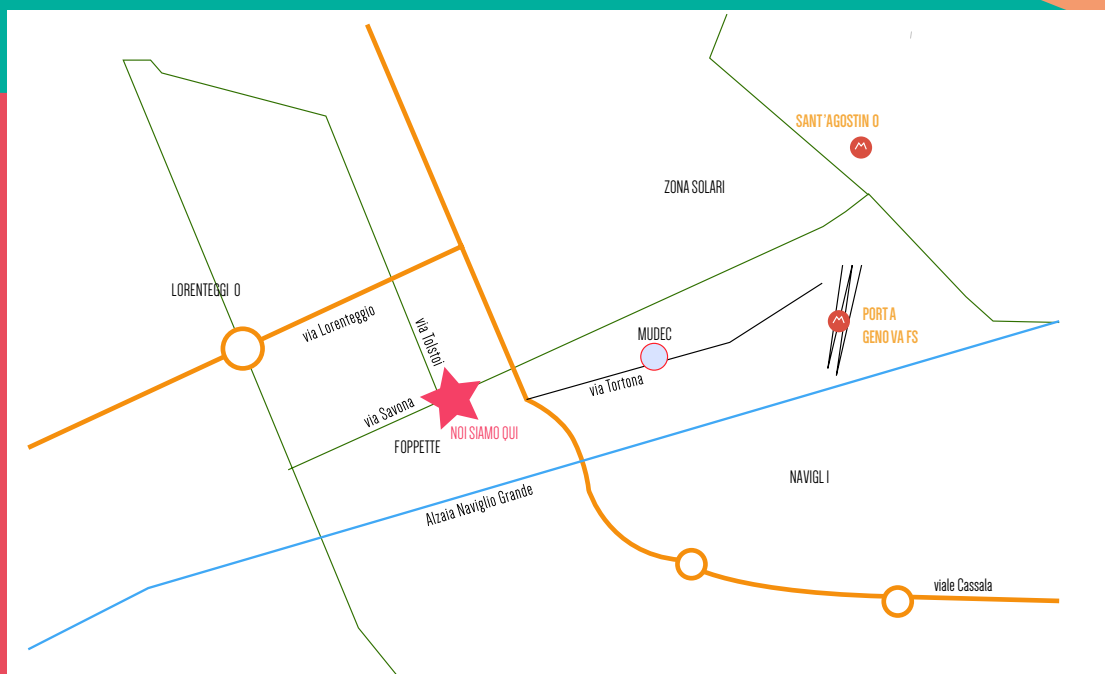 SANT'AGOSTIN O
ZONA SOLARI
LORENTEGGI O
via Lorenteggio
via Tolstoi
MUDEC
PORT A
GENO VA FS
via Tortona
via Savona
NOI SIAMO QUI
FOPPETTE
NAVIGL I
Alzaia Naviglio Grande
viale Cassala